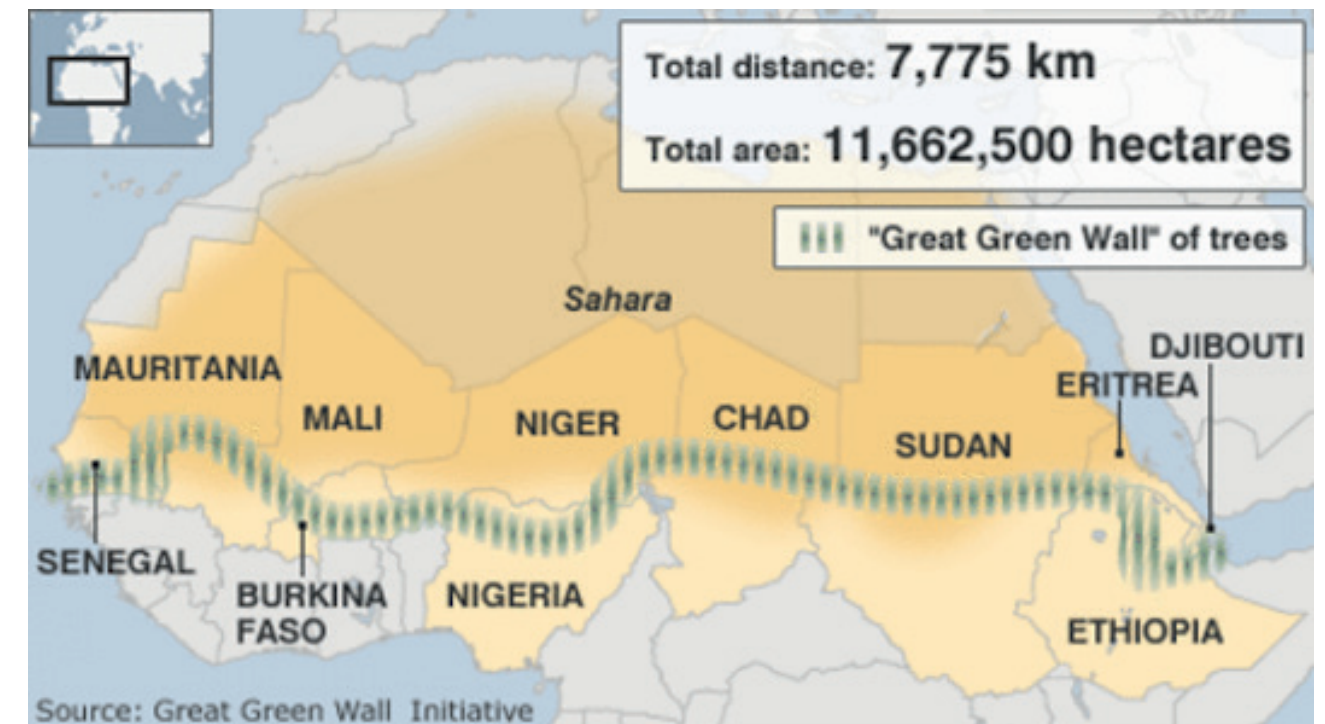 Total distance: 7,775 km
Total area: 11,662,500 hectares
"Great Green Wall" of trees
Sahara
DJIBOUTI
ERITREA
MAURITANIA
MALI
NIGER
CHAD
SUDAN
SENEGAL
BURKINA
FASO
NIGERIA
ETHIOPIA
Source: Great Green Wall Initiative